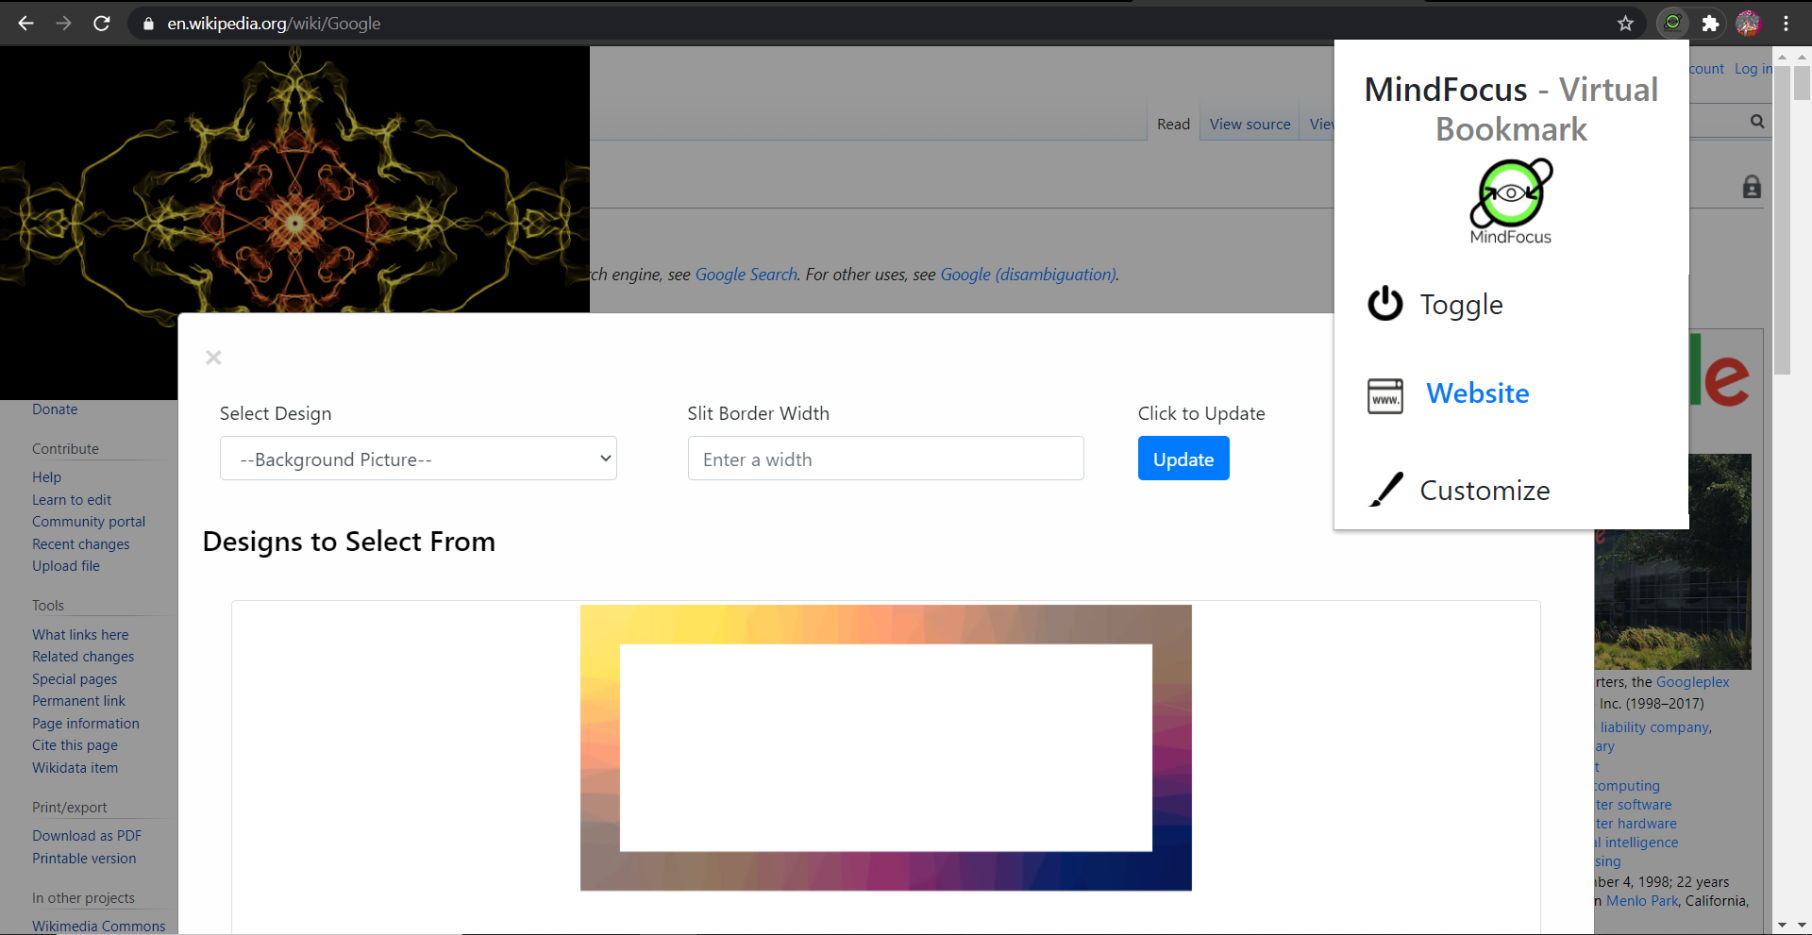 en.wikipedia.org/wiki/Google
count Log in
Read View source
MindFocus - Virtual
Bookmark
MindFocus
Toggle
Website
www.
Customize
engine, see Google Search. For other uses, see Google (disambiguation).
×
Select Design
--Background Picture--
Slit Border Width
Enter a width
Click to Update
Update
Designs to Select From
Donate
Contribute
Help
Learn to edit
Community portal
Recent changes
Upload file
Tools
What links here
Related changes
Special pages
Permanent link
Page information
Cite this page
Wikidata item
Print/export
Download as PDF
Printable version
In other projects
Wikimedia Commons
le
rters, the Googleplex
Inc. (1998–2017)
liability company,
ary
t
computing
ter software
ter hardware
l intelligence
sing
ber 4, 1998; 22 years
n Menlo Park, California,